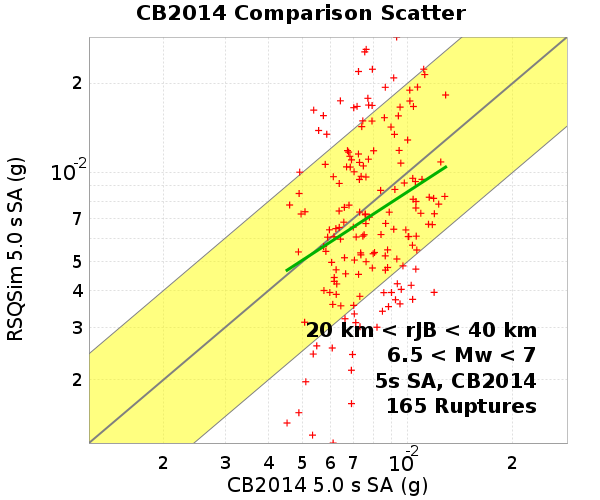 CB2014 Comparison Scatter
RSQSim 5.0 s SA (g)
2
10-2
7
5
4
3
2
20 km < rJB < 40 km
6.5 < Mw < 7
5s SA, CB2014
165 Ruptures
2 3 4 5 6 7 10-2 2
CB2014 5.0 s SA (g)